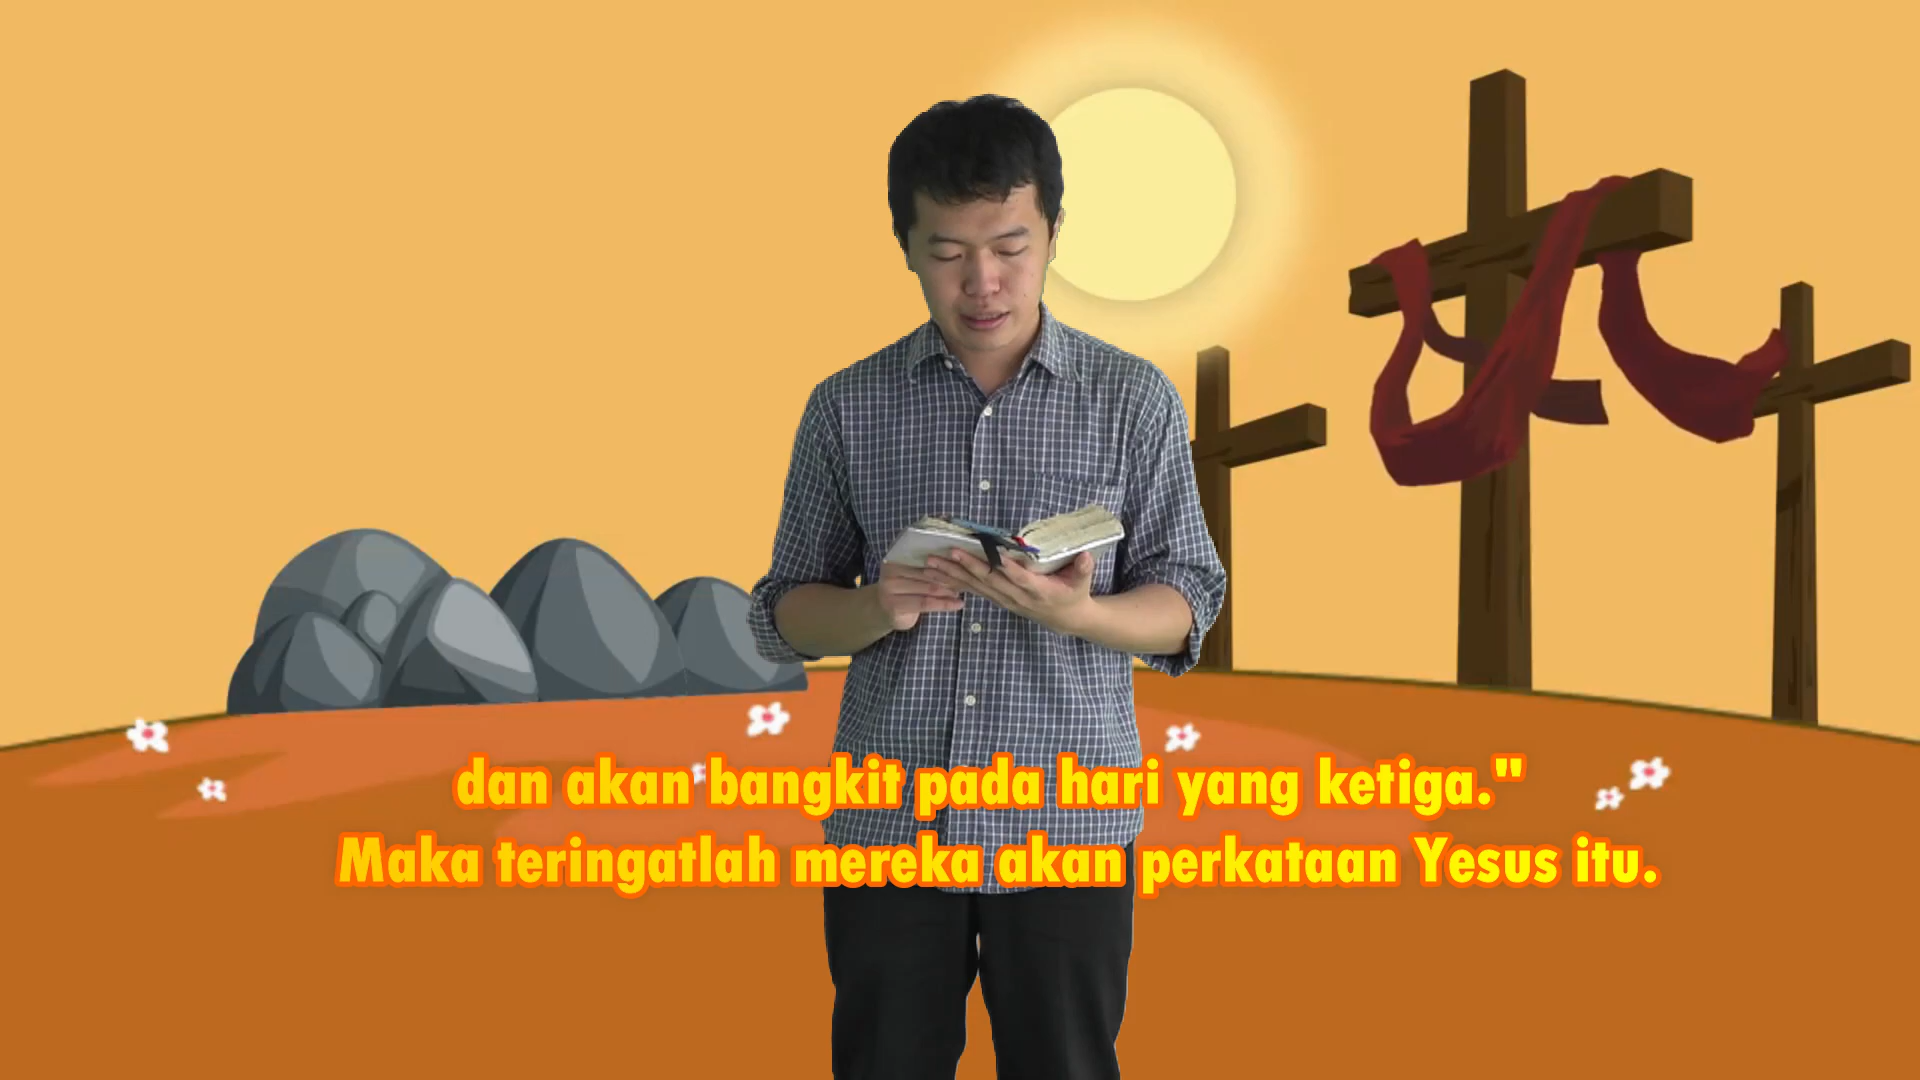 dan akan bangkit pada hari yang ketiga."
Maka teringatlah mereka akan perkataan Yesus itu.